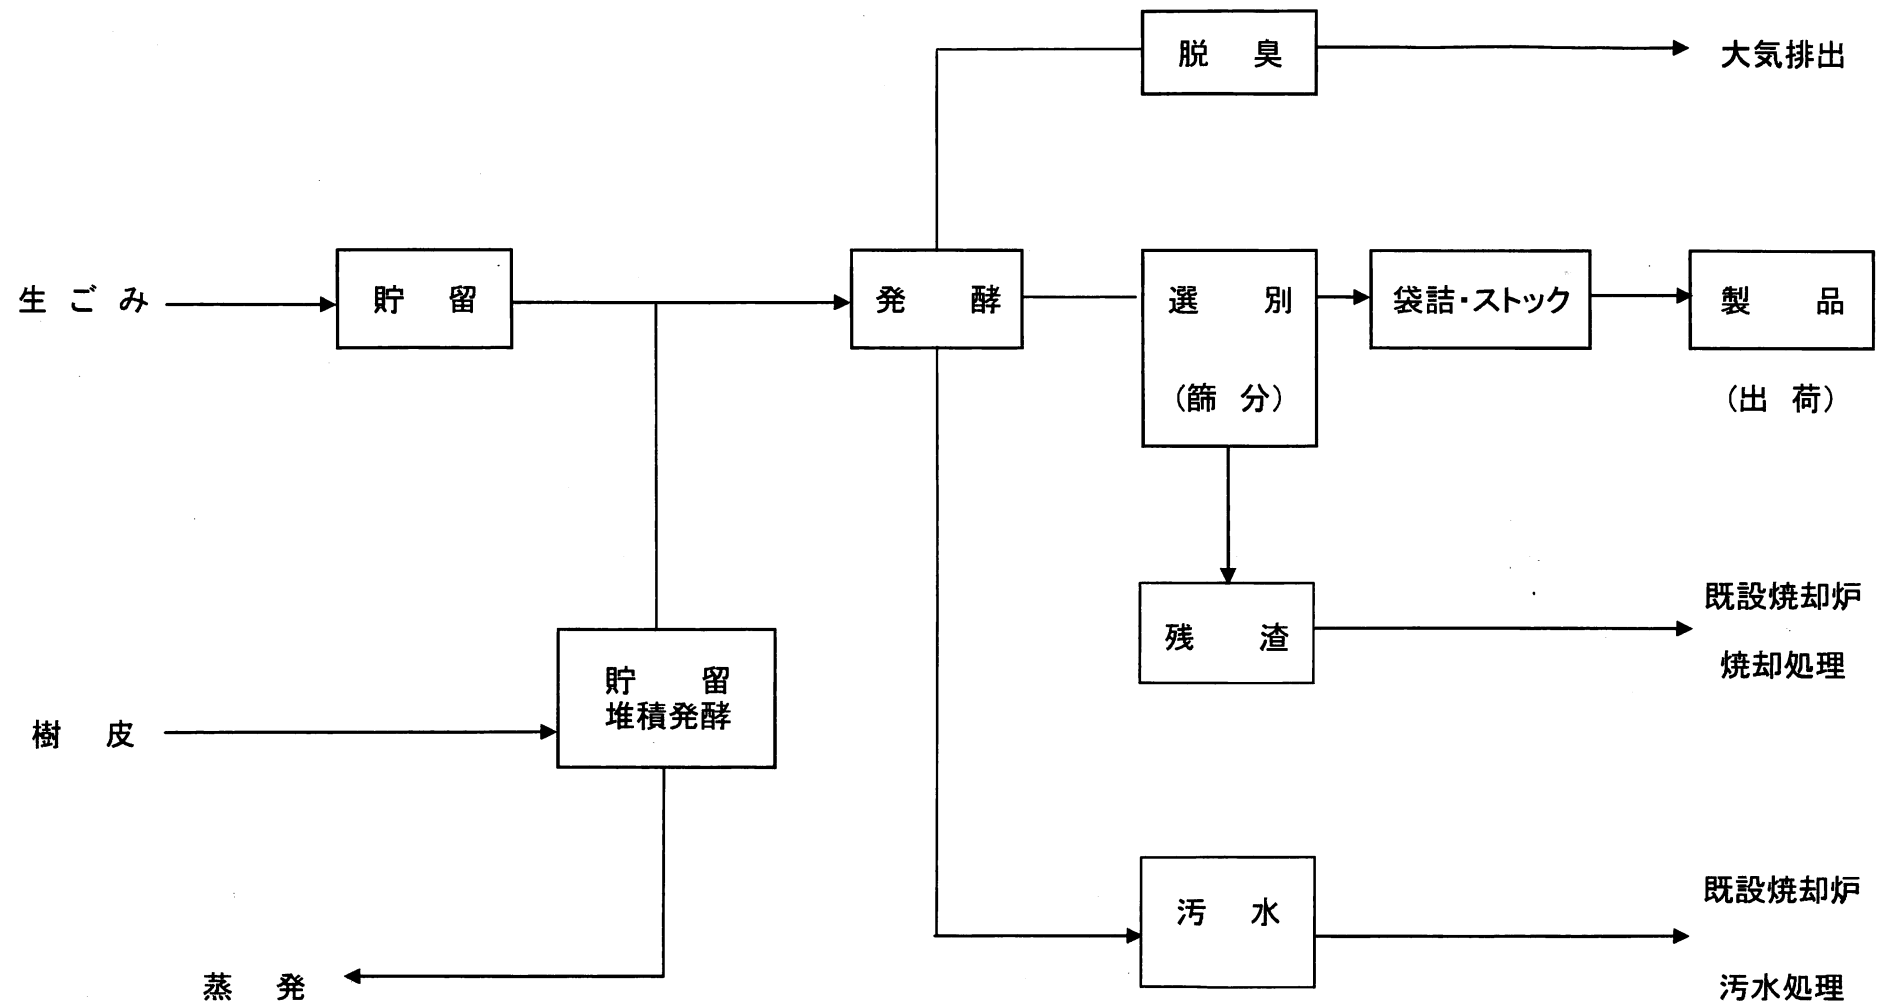 脱 臭
大気排出
生 ご み
貯 留
発 酵
選 別
(篩 分)
袋詰・ストック
製 品
(出 荷)
残 渣
既設焼却炉
焼却処理
貯 留
堆積発酵
樹 皮
汚 水
既設焼却炉
汚水処理
蒸 発